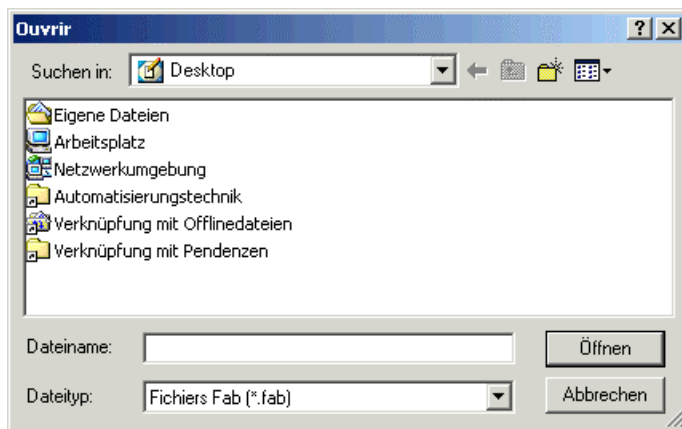 Ouvrir
Suchen in: Desktop
Eigene Dateien
Arbeitsplatz
Netzwerkumgebung
Automatisierungstechnik
Verknüpfung mit Offlinedateien
Verknüpfung mit Pendenzen
Dateiname: Öffnen
Dateityp: Fichiers Fab (*.fab) Abbrechen